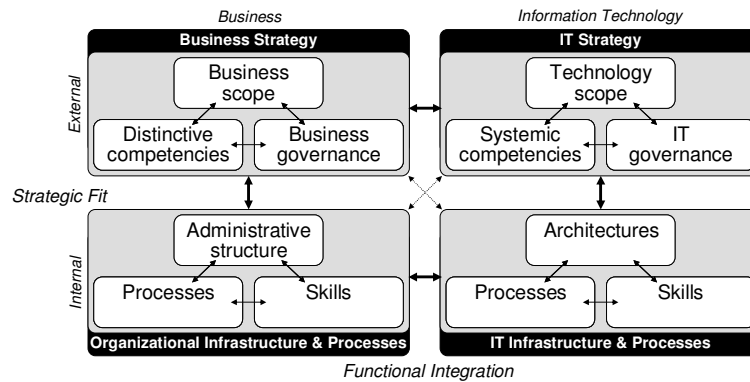 Business
Information Technology
Business Strategy
IT Strategy
External
Business
scope
Technology
scope
Distinctive
competencies
Business
governance
Systemic
competencies
IT
governance
Strategic Fit
Internal
Administrative
structure
Architectures
Processes
Skills
Processes
Skills
Organizational Infrastructure & Processes
IT Infrastructure & Processes
Functional Integration